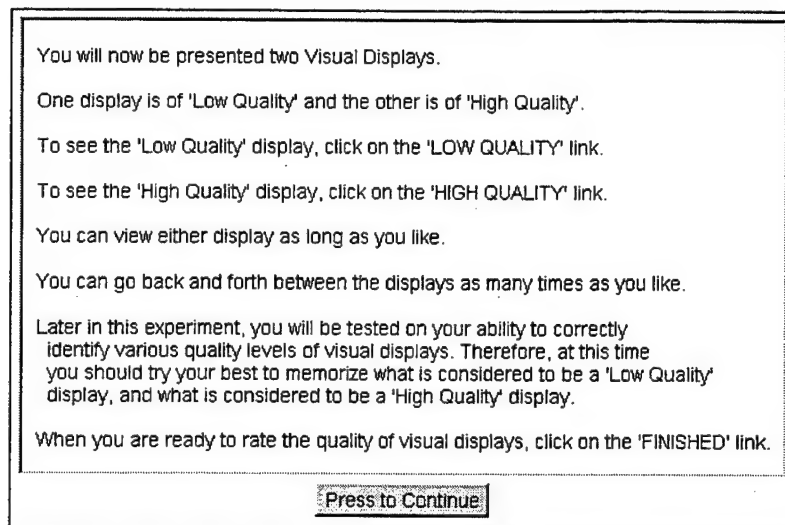 You will now be presented two Visual Displays.
One display is of 'Low Quality' and the other is of 'High Quality'.
To see the 'Low Quality' display, click on the 'LOW QUALITY' link.
To see the 'High Quality' display, click on the 'HIGH QUALITY' link.
You can view either display as long as you like.
You can go back and forth between the displays as many times as you like.
Later in this experiment, you will be tested on your ability to correctly
identify various quality levels of visual displays. Therefore, at this time
you should try your best to memorize what is considered to be a 'Low Quality'
display, and what is considered to be a 'High Quality' display.
When you are ready to rate the quality of visual displays, click on the 'FINISHED' link.
Press to Continue